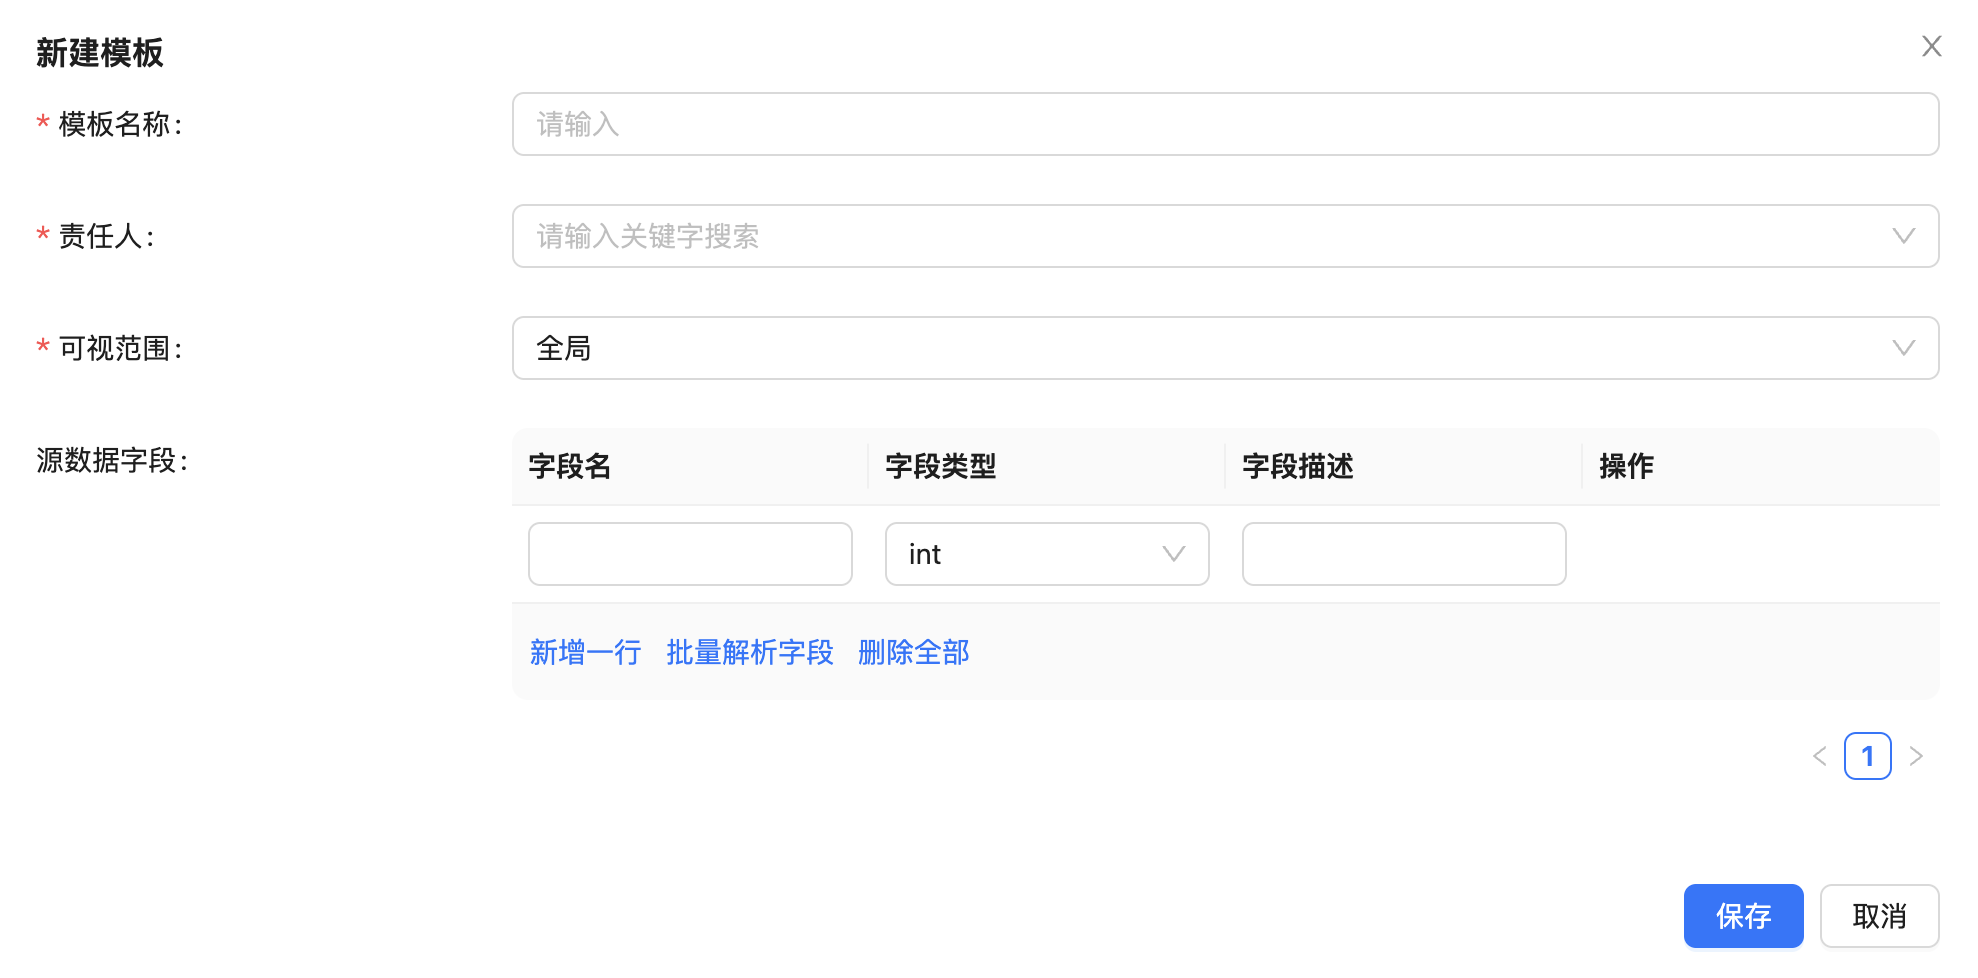 新建模板
* 模板名称:
请输入
* 责任人:
请输入关键字搜索
* 可视范围:
全局
源数据字段:
字段名 字段类型 字段描述 操作
int
新增一行 批量解析字段 删除全部
1
保存 取消